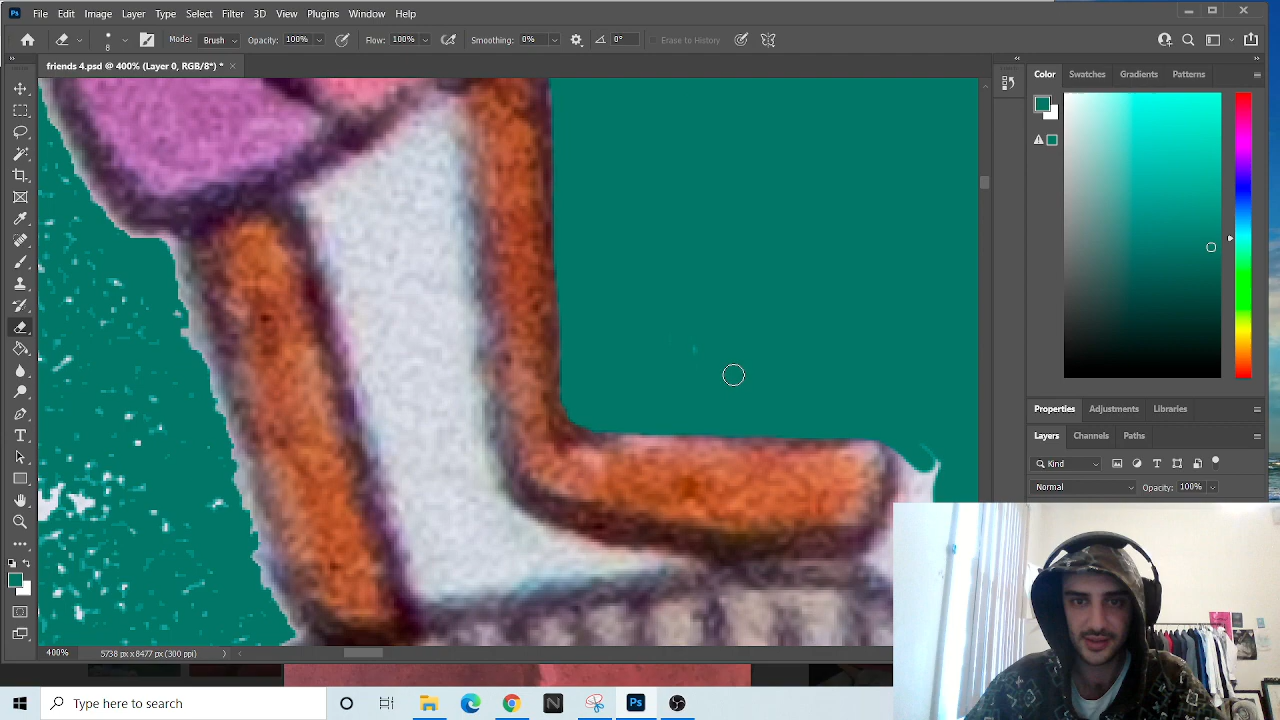 Ps File Edit Image Layer Type Select Filter 3D View Plugins Window Help
8 Mode: Brush Opacity: 100% Flow: 100% Smoothing: 0% 0° Erase to History
friends 4.psd @ 400% (Layer 0, RGB/8*) * ×
Color Swatches Gradients Patterns
Properties Adjustments Libraries
Layers Channels Paths
Kind
Normal Opacity: 100%
400% 5738 px x 8477 px (300 ppi)
Type here to search
Ps